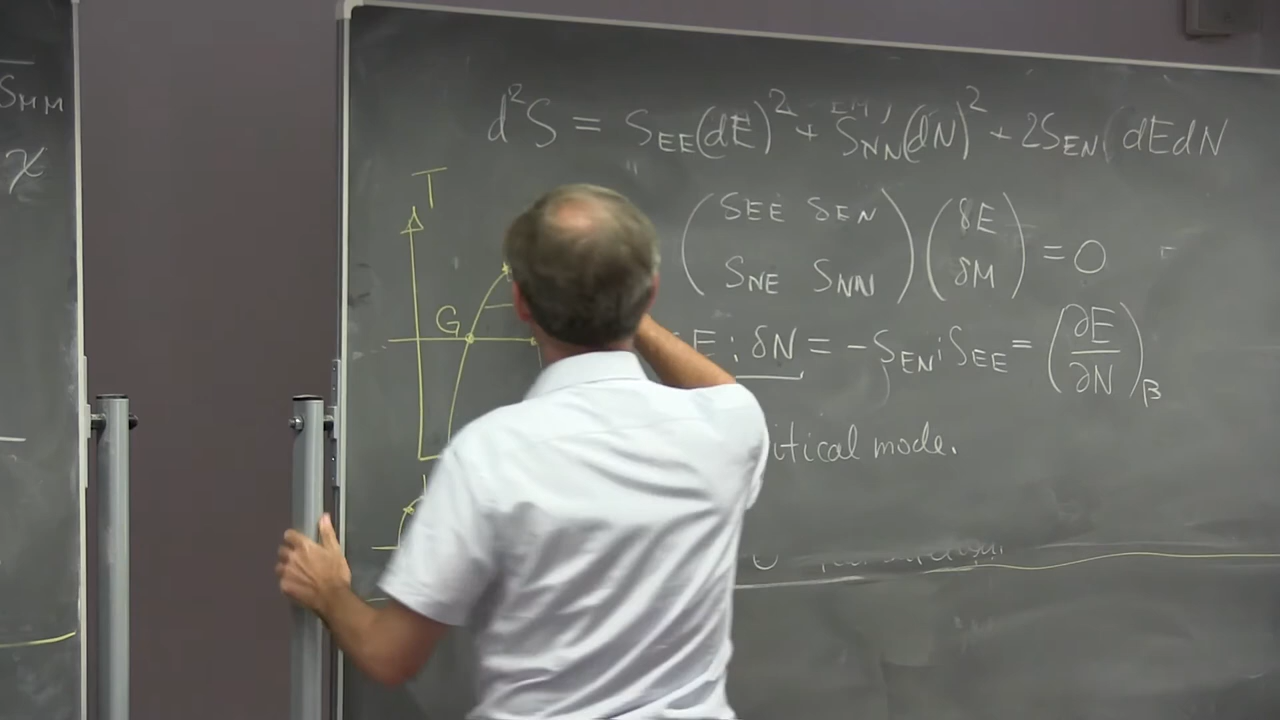 S_MM
χ
d²S = S_EE(dE)² + S_NN(dN)² + 2S_EN dEdN
T
( S_EE S_EN
S_NE S_NN ) ( δE
δM ) = 0
G
E : δN = -S_EN : S_EE = (∂E/∂N)_β
itical mode.